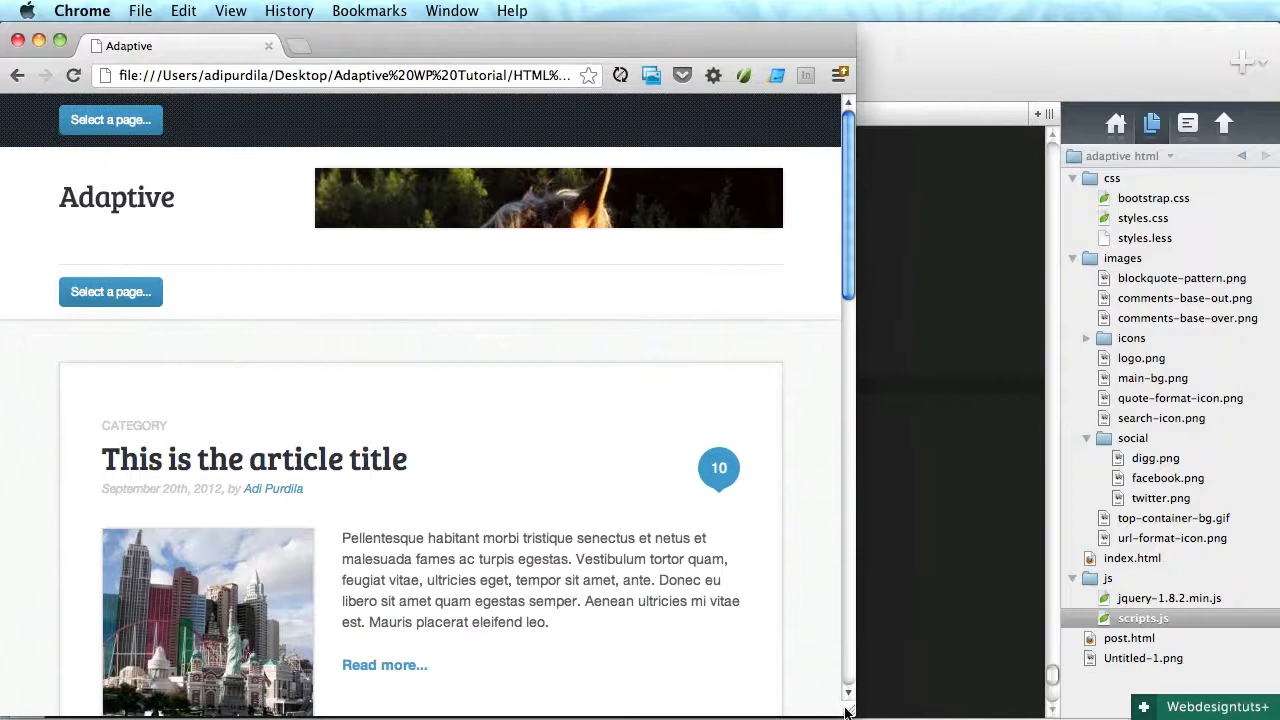 Chrome File Edit View History Bookmarks Window Help
Adaptive
file:///Users/adipurdila/Desktop/Adaptive%20WP%20Tutorial/HTML%...
Select a page...
Adaptive
Select a page...
CATEGORY
This is the article title
10
September 20th, 2012, by Adi Purdila
Pellentesque habitant morbi tristique senectus et netus et
malesuada fames ac turpis egestas. Vestibulum tortor quam,
feugiat vitae, ultricies eget, tempor sit amet, ante. Donec eu
libero sit amet quam egestas semper. Aenean ultricies mi vitae
est. Mauris placerat eleifend leo.
Read more...
adaptive html
css
bootstrap.css
styles.css
styles.less
images
blockquote-pattern.png
comments-base-out.png
comments-base-over.png
icons
logo.png
main-bg.png
quote-format-icon.png
search-icon.png
social
digg.png
facebook.png
twitter.png
top-container-bg.gif
url-format-icon.png
index.html
js
jquery-1.8.2.min.js
scripts.js
post.html
Untitled-1.png
Webdesigntuts+